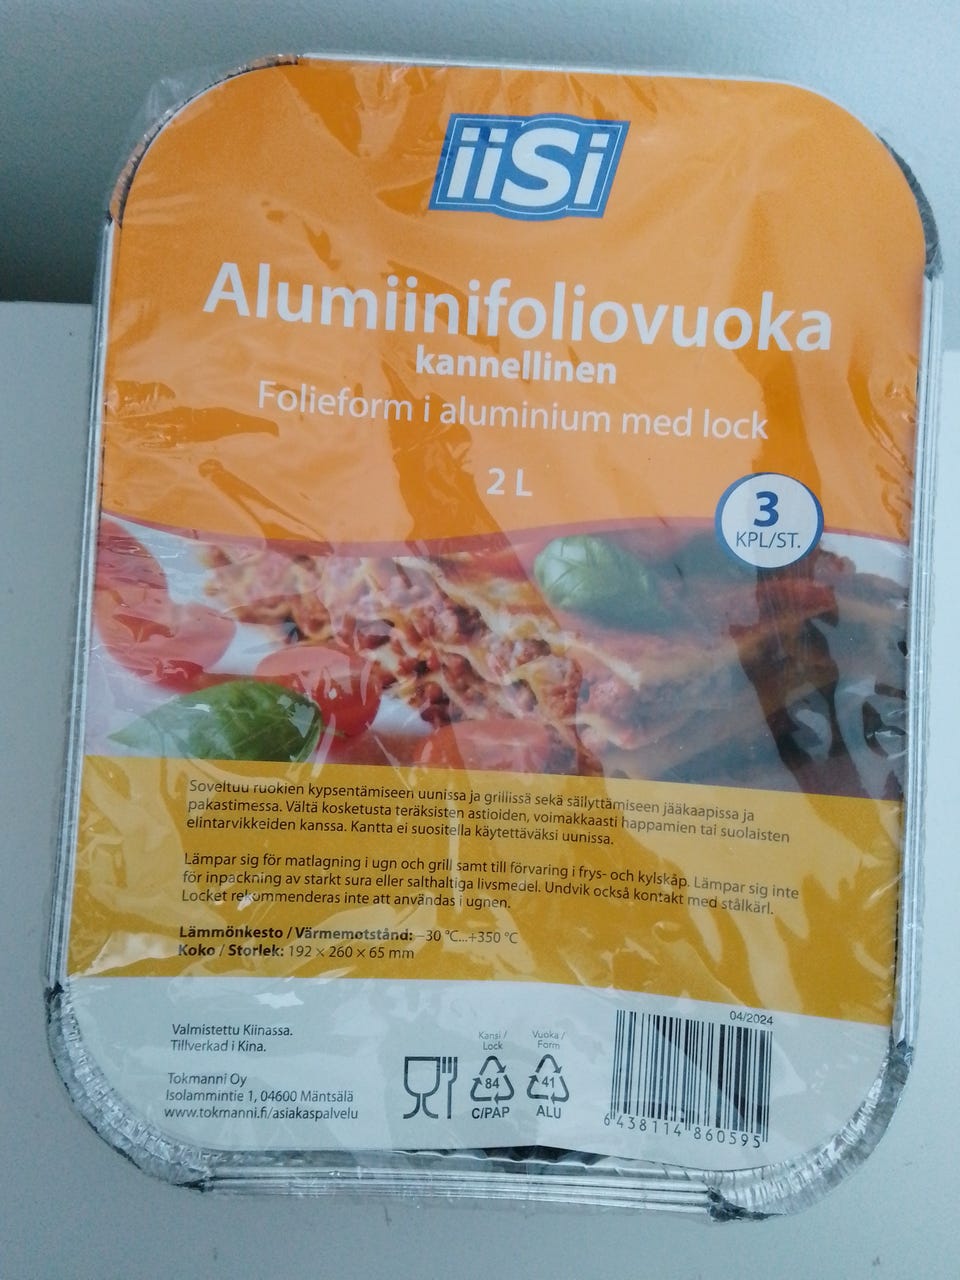 iiSi
Alumiinifoliovuoka
kannellinen
Folieform i aluminium med lock
2 L
3
KPL/ST.
Soveltuu ruokien kypsentämiseen uunissa ja grillissä sekä säilyttämiseen jääkaapissa ja
pakastimessa. Vältä kosketusta teräksisten astioiden, voimakkaasti happamien tai suolaisten
elintarvikkeiden kanssa. Kantta ei suositella käytettäväksi uunissa.
Lämpar sig för matlagning i ugn och grill samt till förvaring i frys- och kylskåp. Lämpar sig inte
för inpackning av starkt sura eller salthaltiga livsmedel. Undvik också kontakt med stålkärl.
Locket rekommenderas inte att användas i ugnen.
Lämmönkesto / Värmemotstånd: −30 °C...+350 °C
Koko / Storlek: 192 × 260 × 65 mm
Valmistettu Kiinassa.
Tillverkad i Kina.
Tokmanni Oy
Isolammintie 1, 04600 Mäntsälä
www.tokmanni.fi/asiakaspalvelu
Kansi /
Lock
84
C/PAP
Vuoka /
Form
41
ALU
04/2024
6 438114 860595